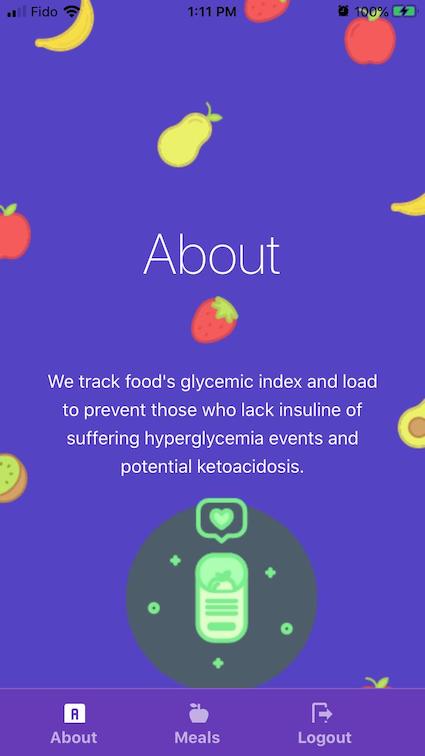 Fido 1:11 PM 100%
About
We track food's glycemic index and load
to prevent those who lack insuline of
suffering hyperglycemia events and
potential ketoacidosis.
A
About Meals Logout